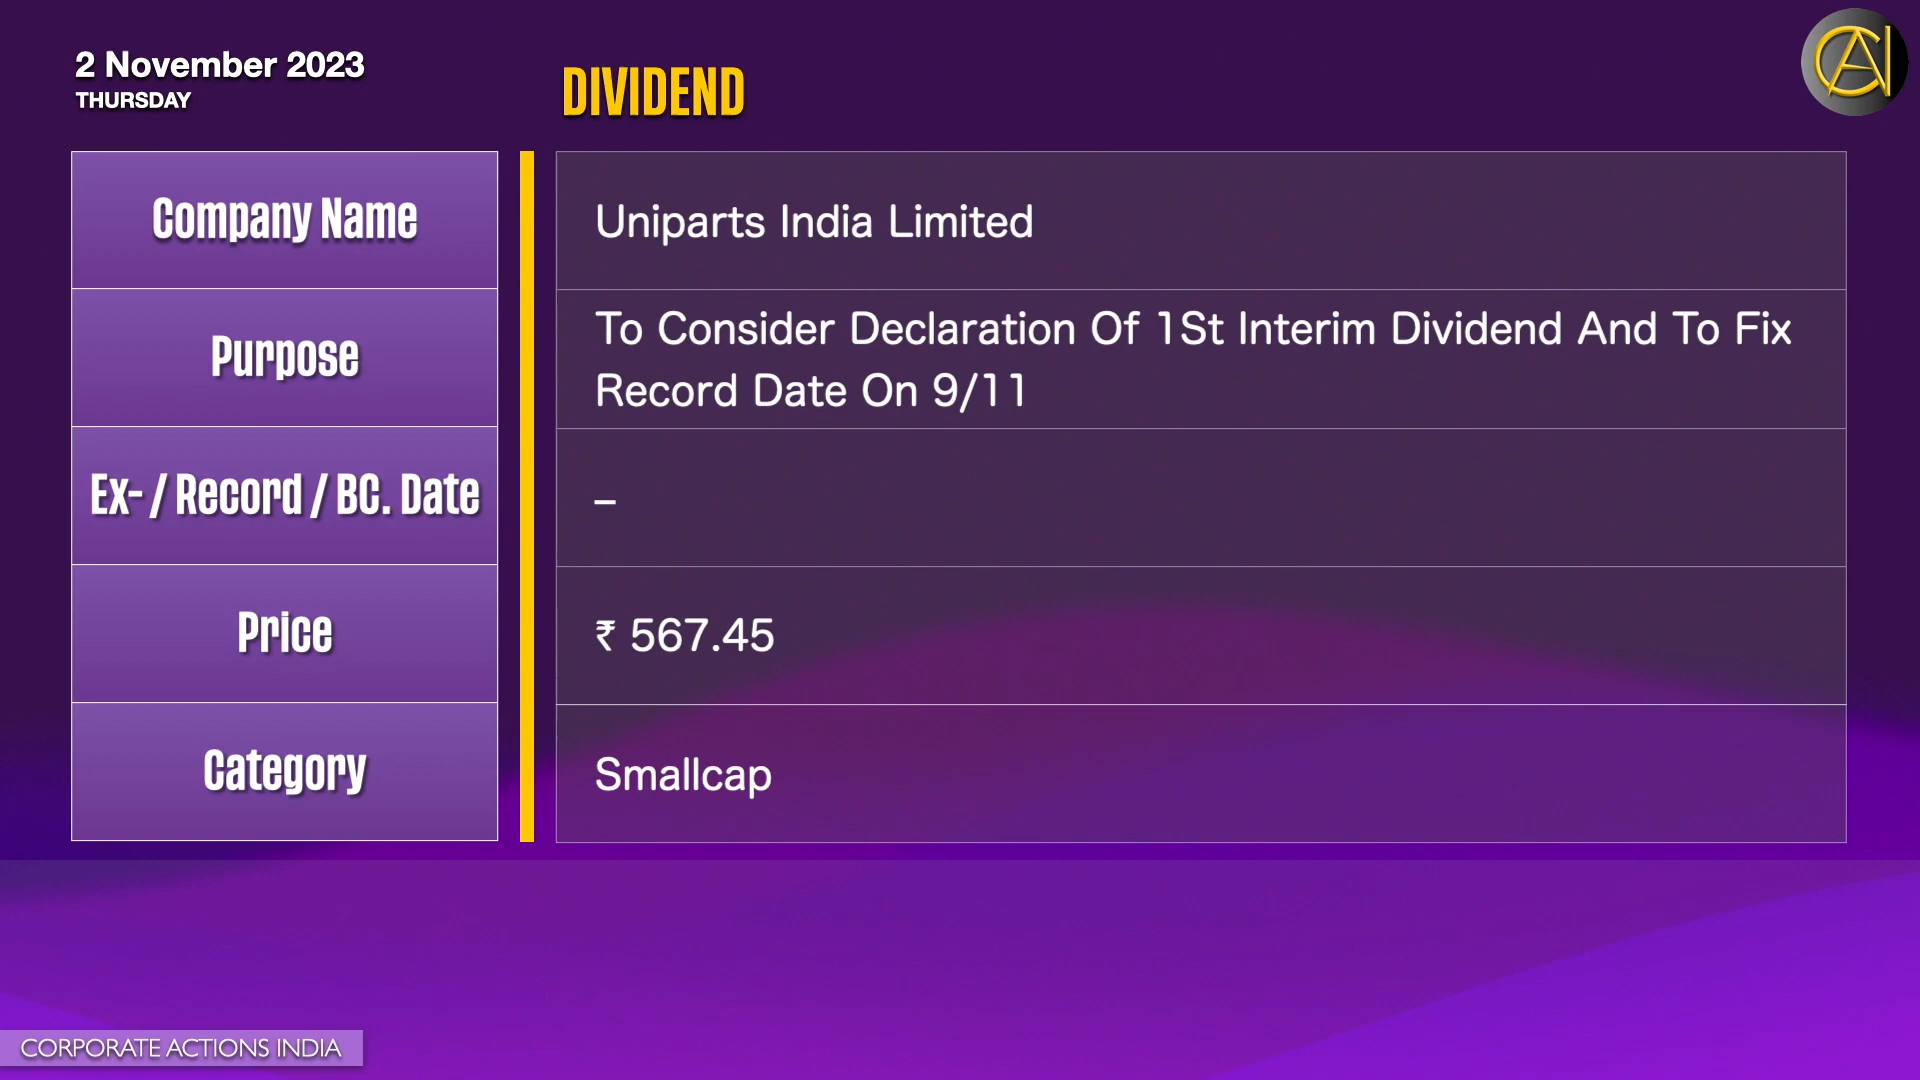 2 November 2023
THURSDAY
DIVIDEND
CAI
Company Name
Uniparts India Limited
Purpose
To Consider Declaration Of 1St Interim Dividend And To Fix
Record Date On 9/11
Ex- / Record / BC. Date
–
Price
₹ 567.45
Category
Smallcap
CORPORATE ACTIONS INDIA